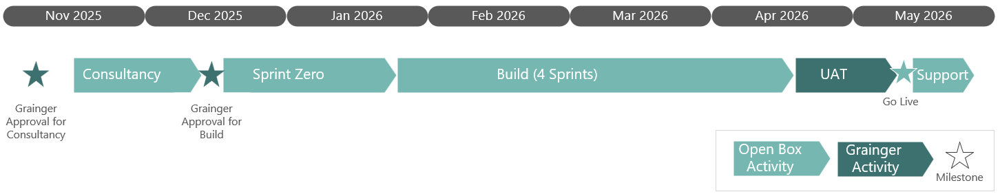 Nov 2025
Dec 2025
Jan 2026
Feb 2026
Mar 2026
Apr 2026
May 2026
Consultancy
Sprint Zero
Build (4 Sprints)
UAT
Support
Grainger
Approval for
Consultancy
Grainger
Approval for
Build
Go Live
Open Box
Activity
Grainger
Activity
Milestone